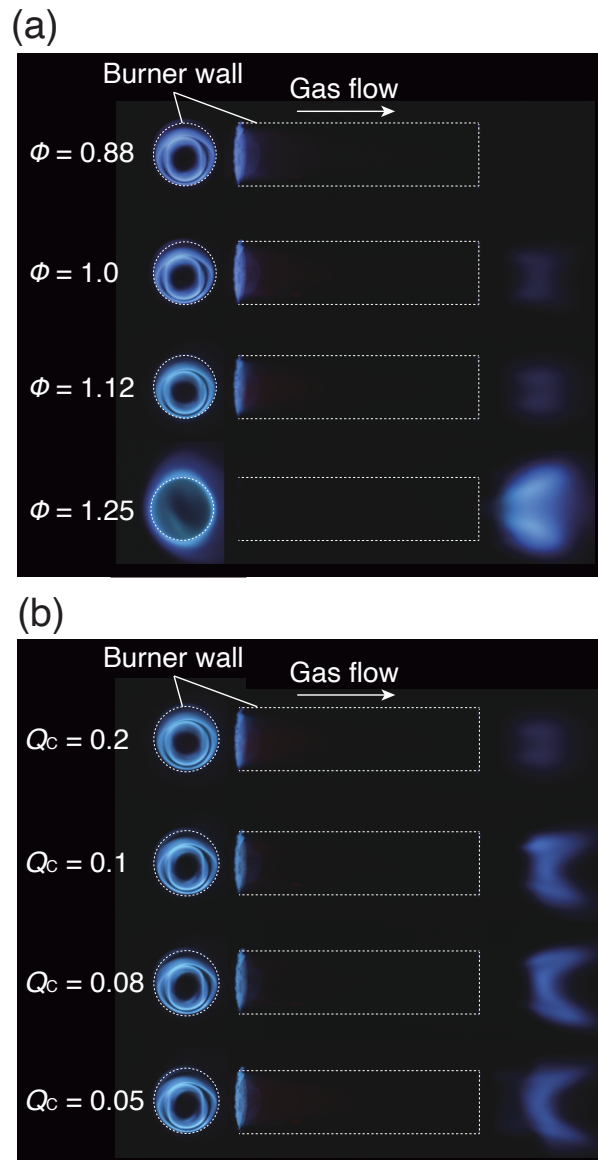 (a)
Burner wall
Gas flow
Φ = 0.88
Φ = 1.0
Φ = 1.12
Φ = 1.25
(b)
Burner wall
Gas flow
Qc = 0.2
Qc = 0.1
Qc = 0.08
Qc = 0.05